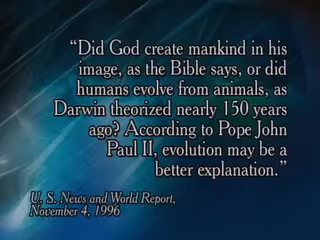 “Did God create mankind in his
image, as the Bible says, or did
humans evolve from animals, as
Darwin theorized nearly 150 years
ago? According to Pope John
Paul II, evolution may be a
better explanation.”
U. S. News and World Report,
November 4, 1996